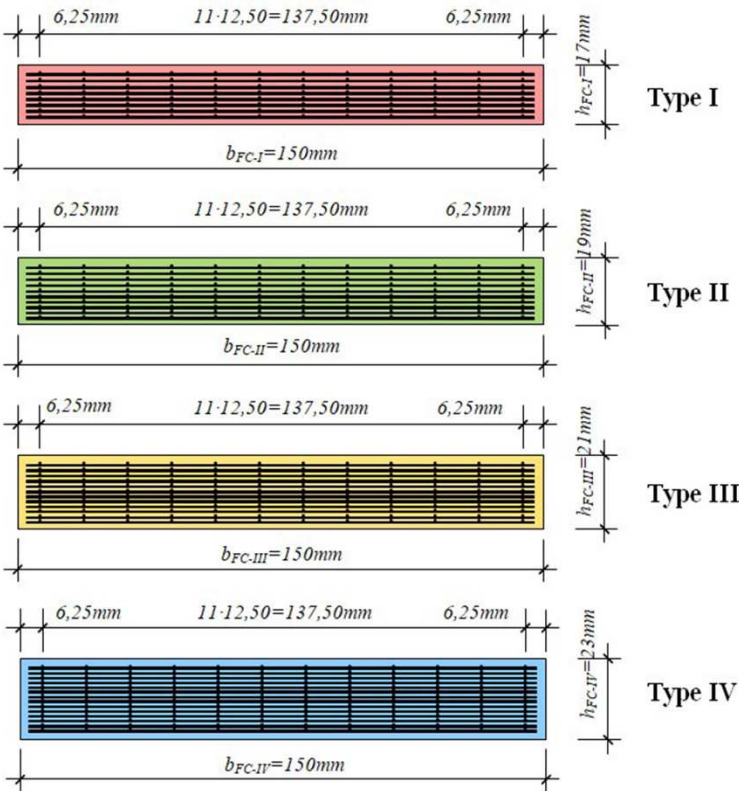 6,25mm 11·12,50=137,50mm 6,25mm
hFC-I=17mm
Type I
bFC-I=150mm
6,25mm 11·12,50=137,50mm 6,25mm
hFC-II=19mm
Type II
bFC-II=150mm
6,25mm 11·12,50=137,50mm 6,25mm
hFC-III=21mm
Type III
bFC-III=150mm
6,25mm 11·12,50=137,50mm 6,25mm
hFC-IV=23mm
Type IV
bFC-IV=150mm